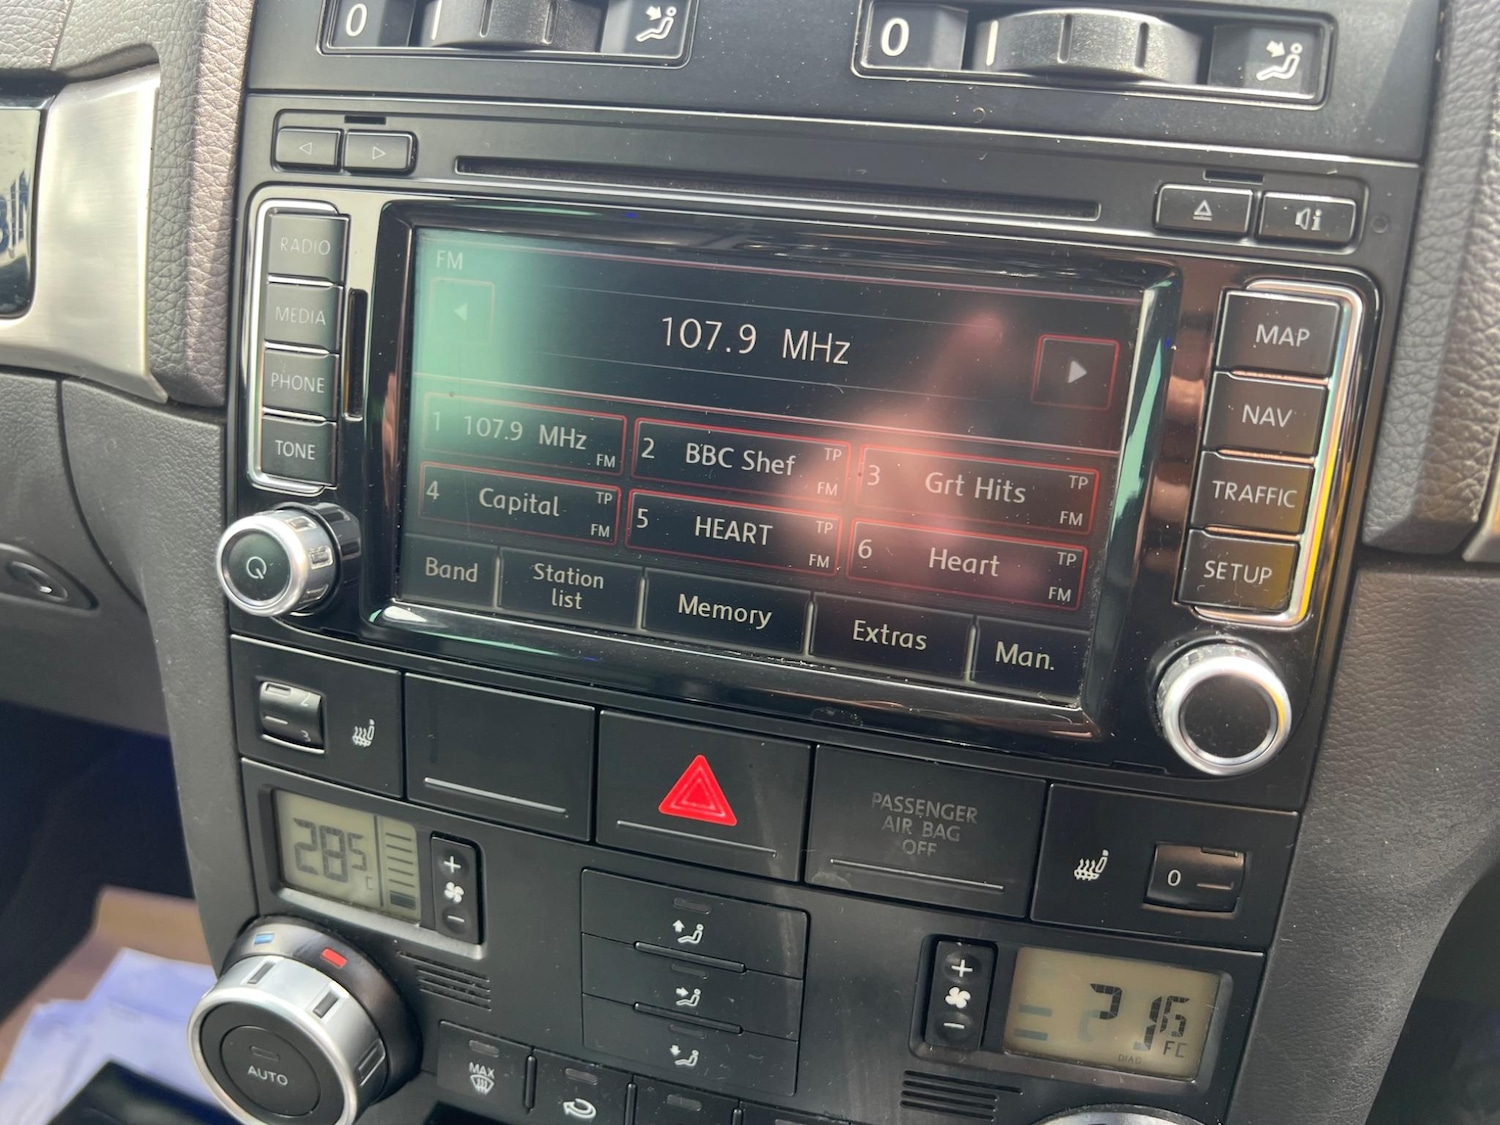 0
0
RADIO
MEDIA
PHONE
TONE
FM
107.9 MHz
1 107.9 MHz FM
2 BBC Shef TP FM
3 Grt Hits TP FM
4 Capital TP FM
5 HEART TP FM
6 Heart TP FM
Band
Station
list
Memory
Extras
Man.
MAP
NAV
TRAFFIC
SETUP
PASSENGER
AIR BAG
OFF
0
285
+
-
+
-
AUTO
MAX